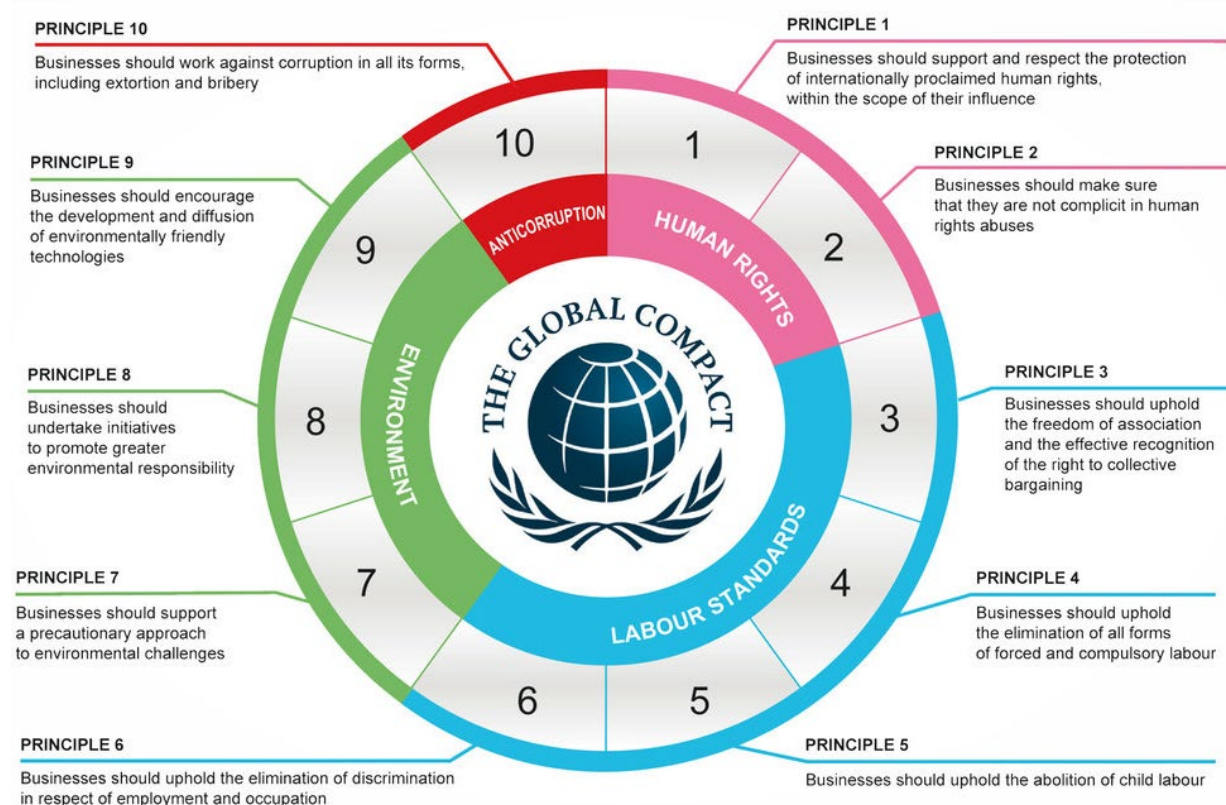 PRINCIPLE 10
Businesses should work against corruption in all its forms,
including extortion and bribery
PRINCIPLE 1
Businesses should support and respect the protection
of internationally proclaimed human rights,
within the scope of their influence
PRINCIPLE 2
Businesses should make sure
that they are not complicit in human
rights abuses
PRINCIPLE 3
Businesses should uphold
the freedom of association
and the effective recognition
of the right to collective
bargaining
PRINCIPLE 4
Businesses should uphold
the elimination of all forms
of forced and compulsory labour
PRINCIPLE 5
Businesses should uphold the abolition of child labour
PRINCIPLE 6
Businesses should uphold the elimination of discrimination
in respect of employment and occupation
PRINCIPLE 7
Businesses should support
a precautionary approach
to environmental challenges
PRINCIPLE 8
Businesses should
undertake initiatives
to promote greater
environmental responsibility
PRINCIPLE 9
Businesses should encourage
the development and diffusion
of environmentally friendly
technologies
1
2
3
4
5
6
7
8
9
10
HUMAN RIGHTS
LABOUR STANDARDS
ENVIRONMENT
ANTICORRUPTION
THE GLOBAL COMPACT